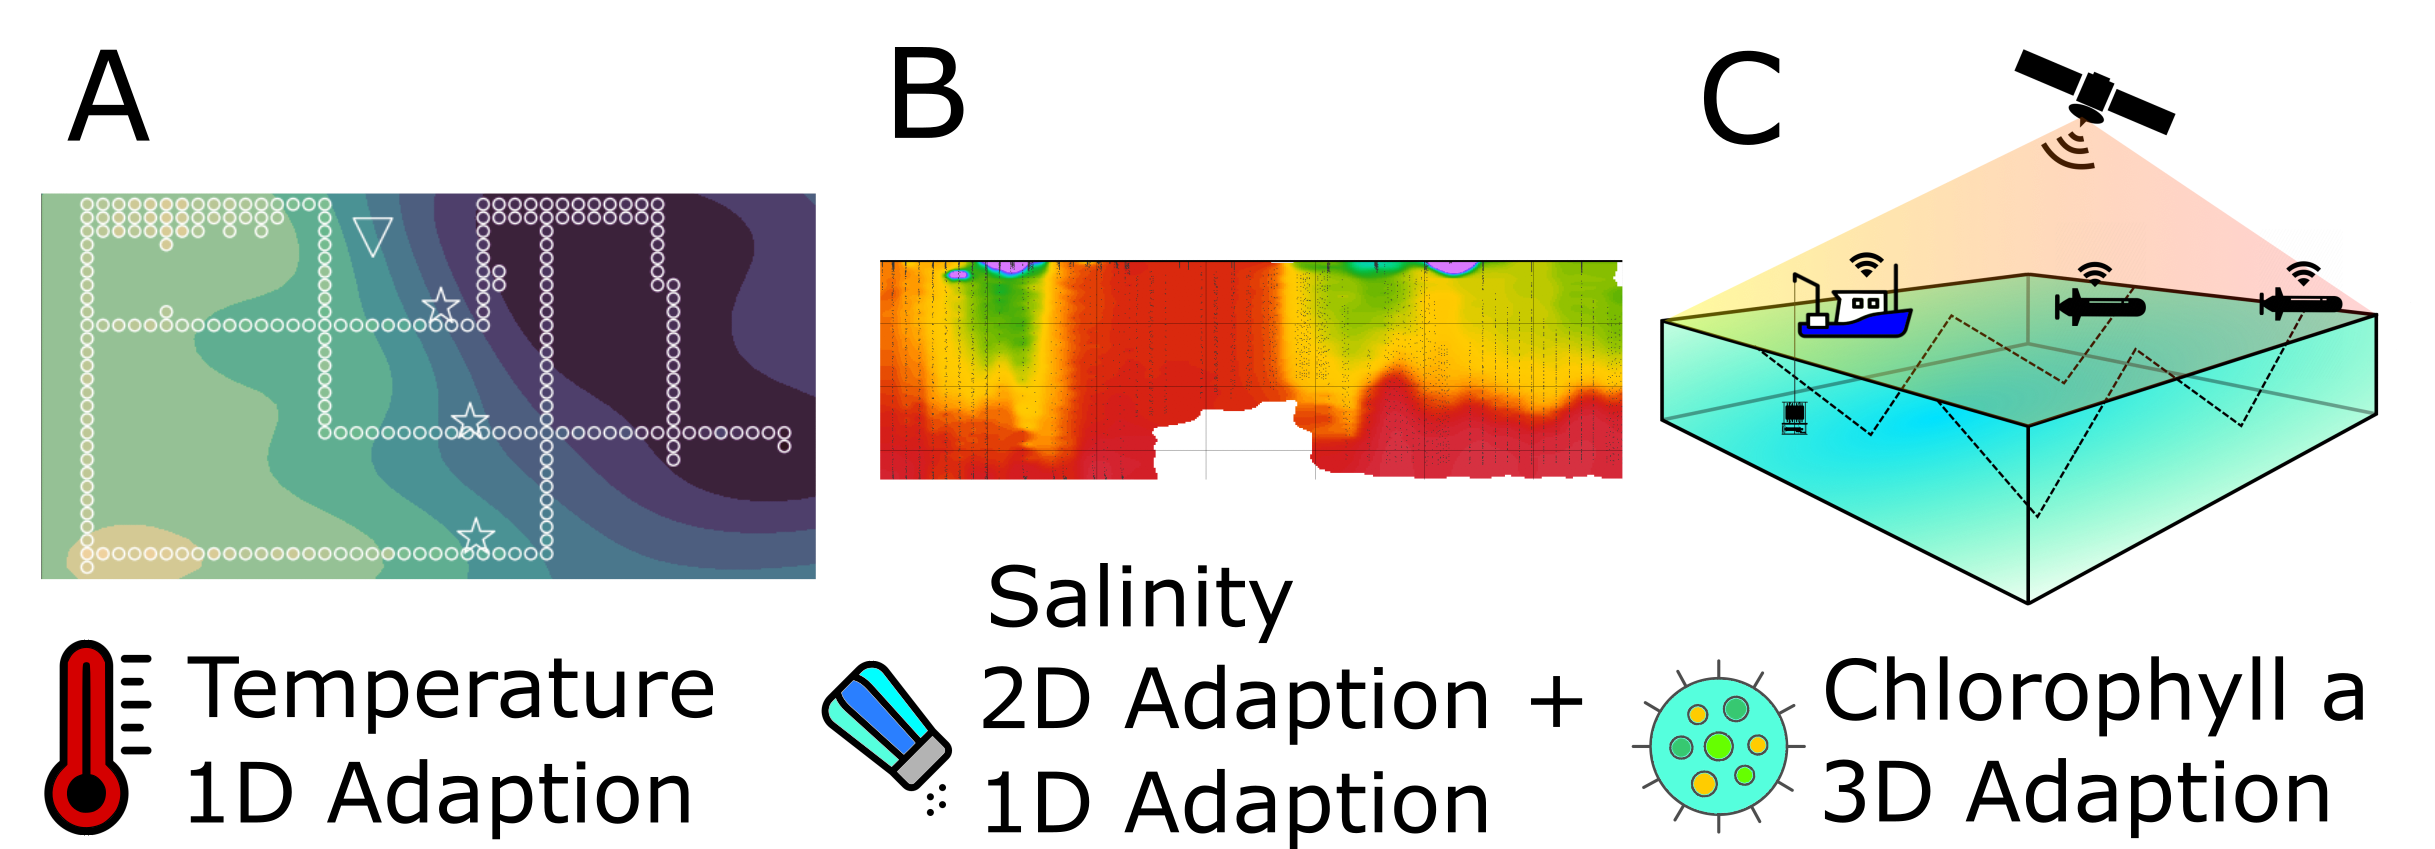 A
B
C
Temperature
1D Adaption
Salinity
2D Adaption +
1D Adaption
Chlorophyll a
3D Adaption